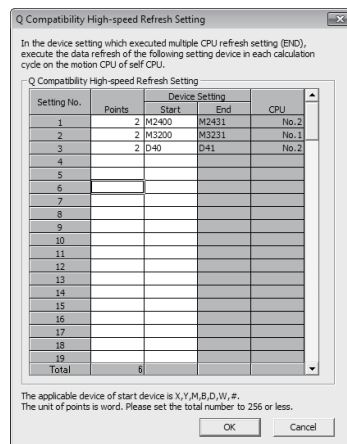 Q Compatibility High-speed Refresh Setting
In the device setting which executed multiple CPU refresh setting (END),
execute the data refresh of the following setting device in each calculation
cycle on the motion CPU of self CPU.
Q Compatibility High-speed Refresh Setting
Setting No. Device Setting
Points Start End CPU
1 2 M2400 M2431 No.2
2 2 M3200 M3231 No.1
3 2 D40 D41 No.2
4
5
6
7
8
9
10
11
12
13
14
15
16
17
18
19
Total 6
The applicable device of start device is X,Y,M,B,D,W,#.
The unit of points is word. Please set the total number to 256 or less.
OK Cancel